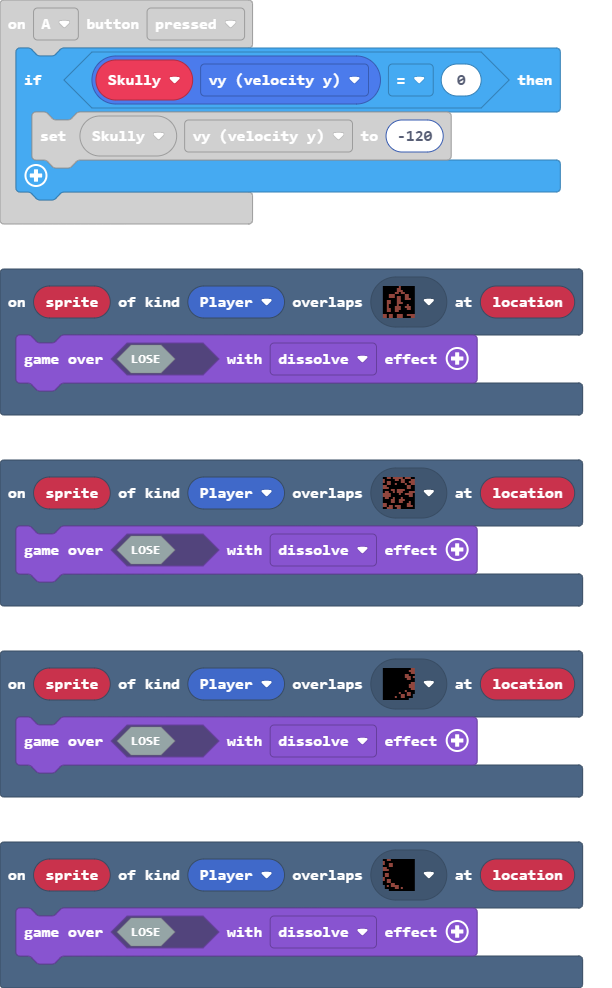 on A button pressed
if Skully vy (velocity y) = 0 then
set Skully vy (velocity y) to -120
on sprite of kind Player overlaps at location
game over LOSE with dissolve effect
on sprite of kind Player overlaps at location
game over LOSE with dissolve effect
on sprite of kind Player overlaps at location
game over LOSE with dissolve effect
on sprite of kind Player overlaps at location
game over LOSE with dissolve effect